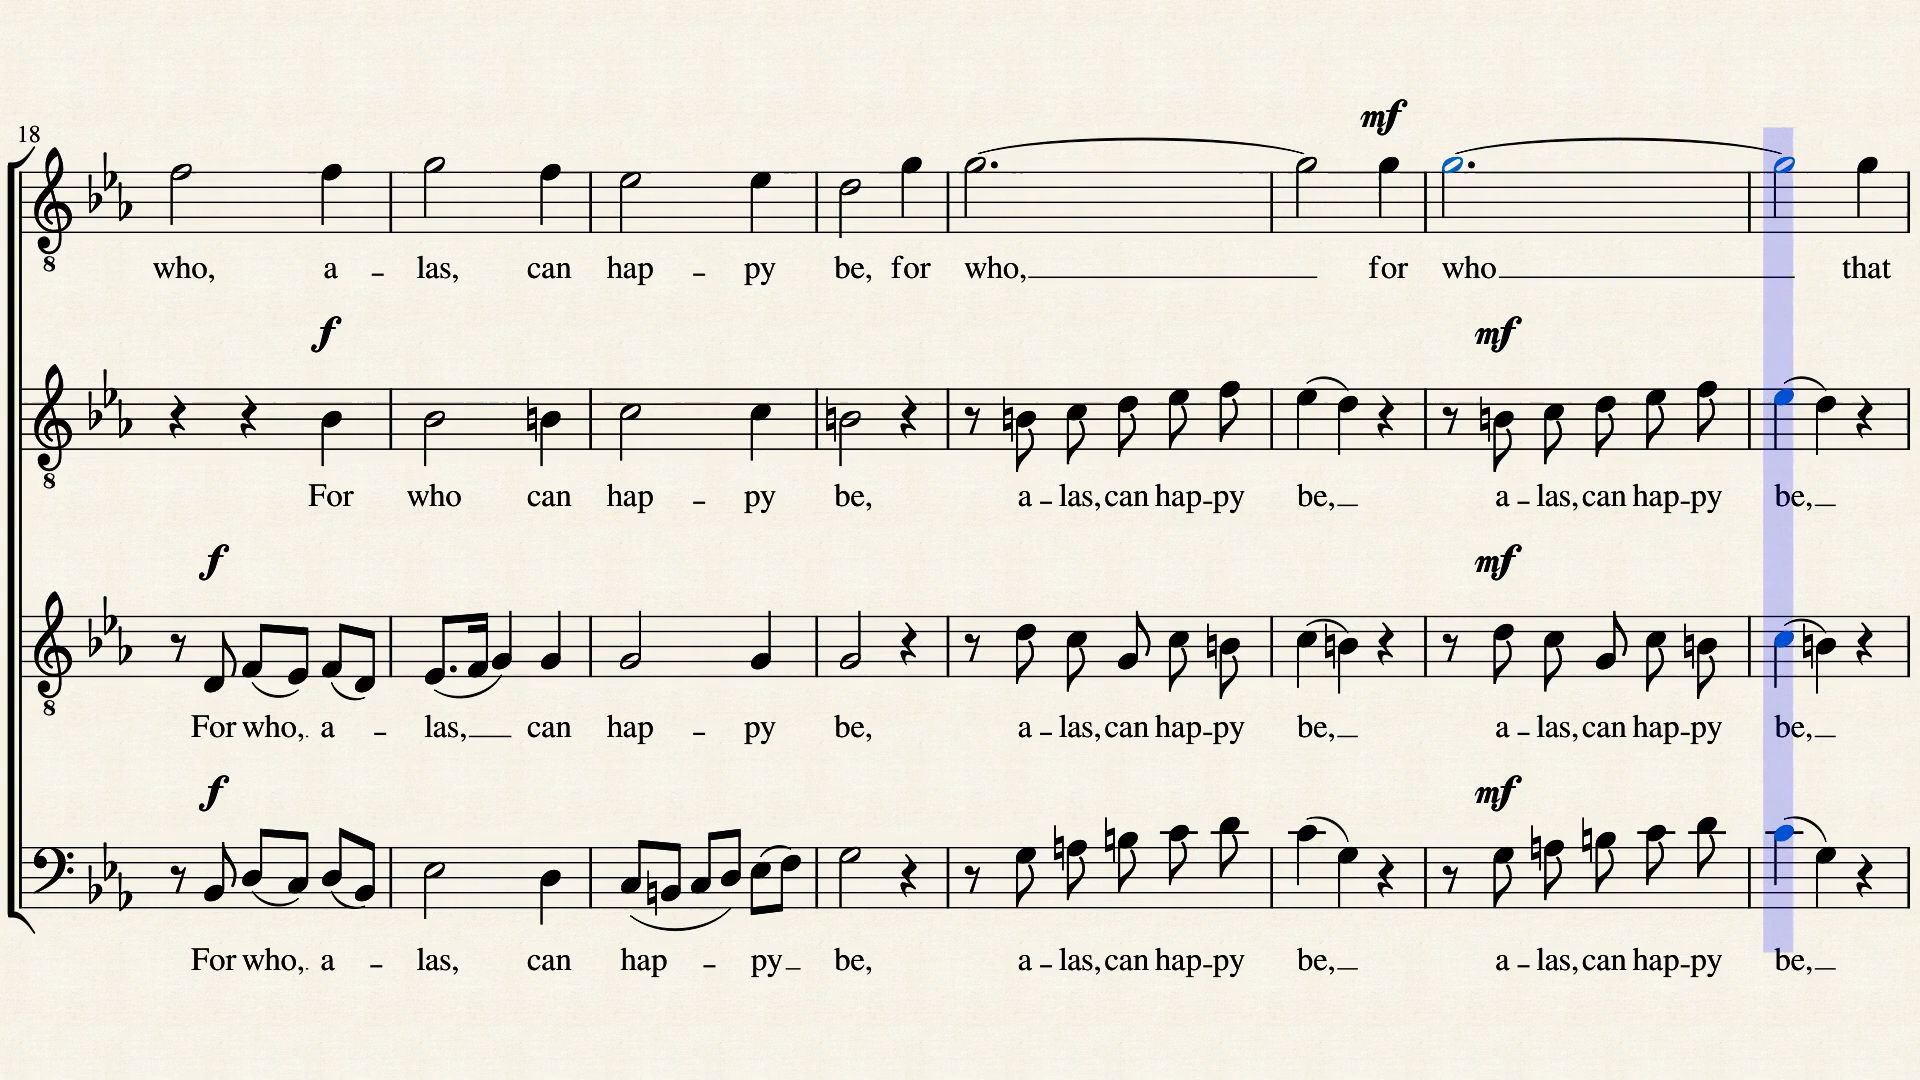 mf
18
8
who, a - las, can hap - py be, for who, for who that
f mf
8
For who can hap - py be, a - las, can hap - py be, a - las, can hap - py be,
f mf
8
For who, a - las, can hap - py be, a - las, can hap - py be, a - las, can hap - py be,
f mf
For who, a - las, can hap - py be, a - las, can hap - py be, a - las, can hap - py be,